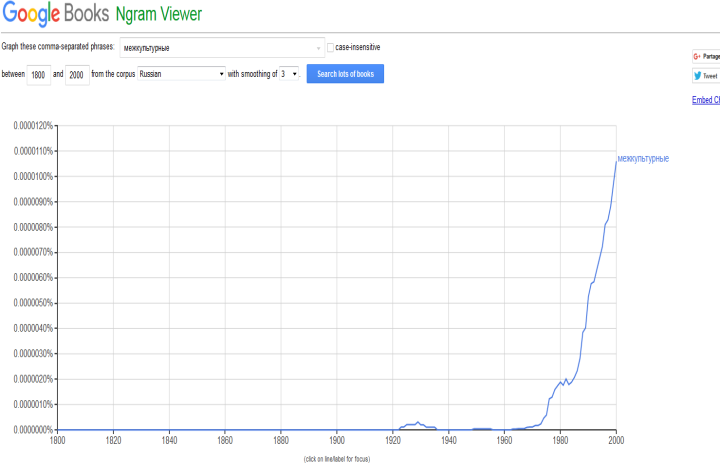 Google Books Ngram Viewer
Graph these comma-separated phrases: межкультурные case-insensitive
between 1800 and 2000 from the corpus Russian with smoothing of 3 . Search lots of books
G+ Partage
Tweet
Embed C
0.0000120%
0.0000110%
межкультурные
0.0000100%
0.0000090%
0.0000080%
0.0000070%
0.0000060%
0.0000050%
0.0000040%
0.0000030%
0.0000020%
0.0000010%
0.0000000%
1800 1820 1840 1860 1880 1900 1920 1940 1960 1980 2000
(click on line/label for focus)